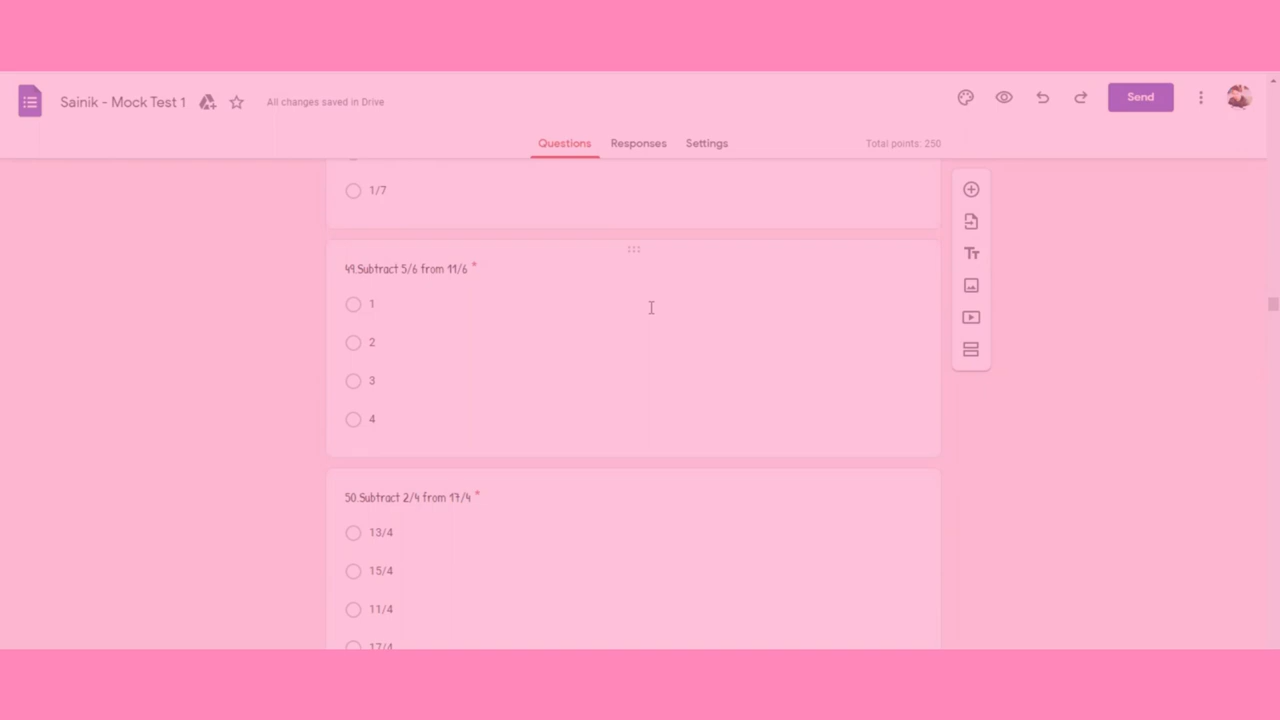 Sainik - Mock Test 1
All changes saved in Drive
Send
Questions Responses Settings
Total points: 250
1/7
49.Subtract 5/6 from 11/6 *
1
2
3
4
50.Subtract 2/4 from 17/4 *
13/4
15/4
11/4
17/4